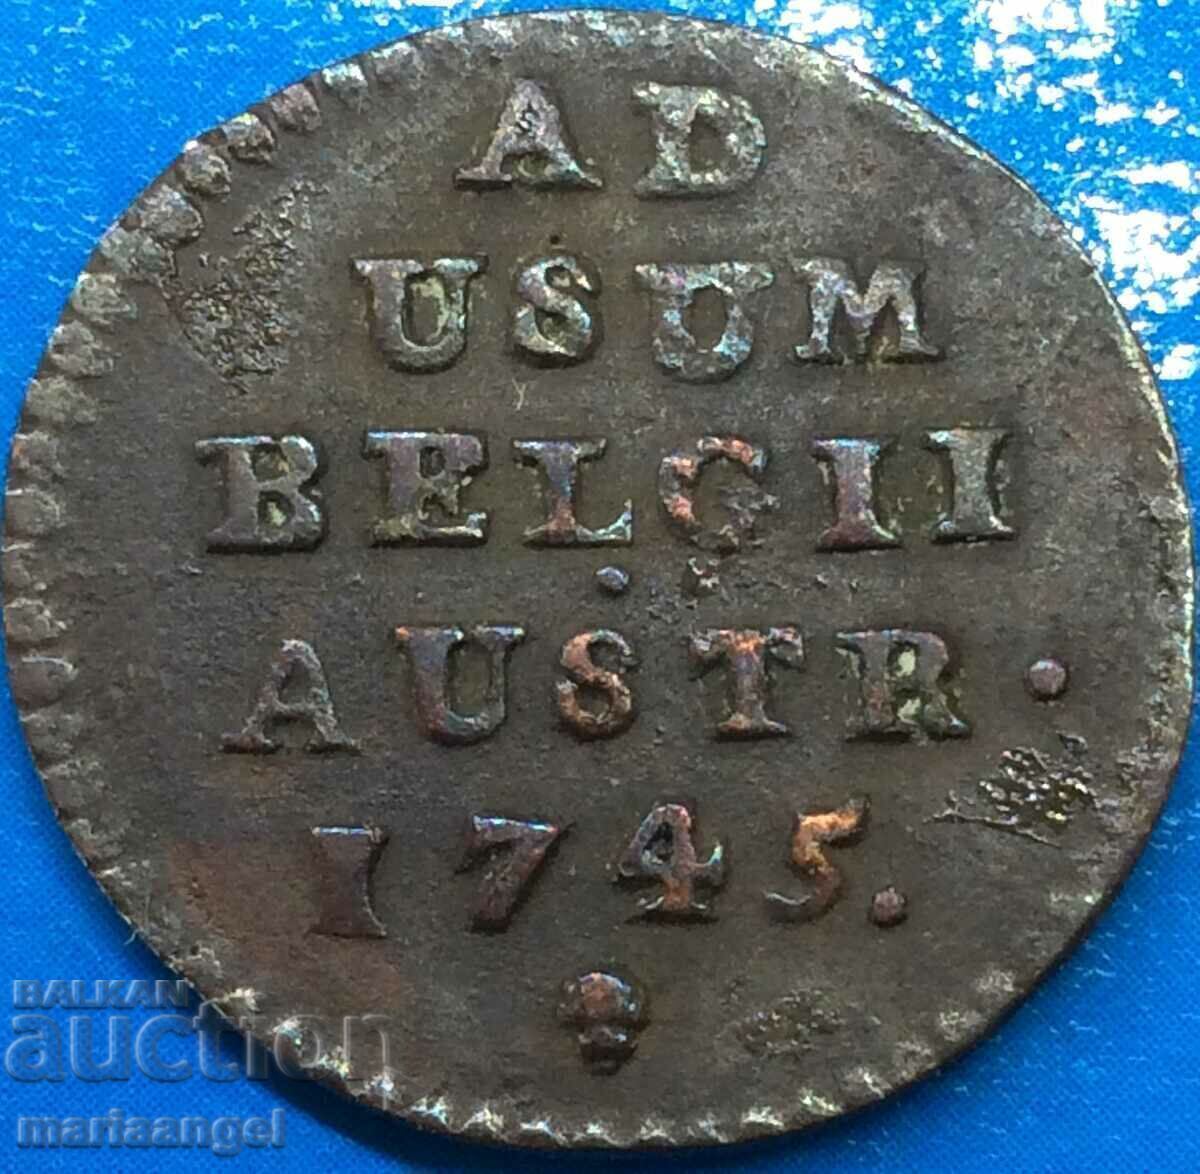 AD
USUM
BELGII
AUSTR.
1745.
BALKAN
auction
mariaangel